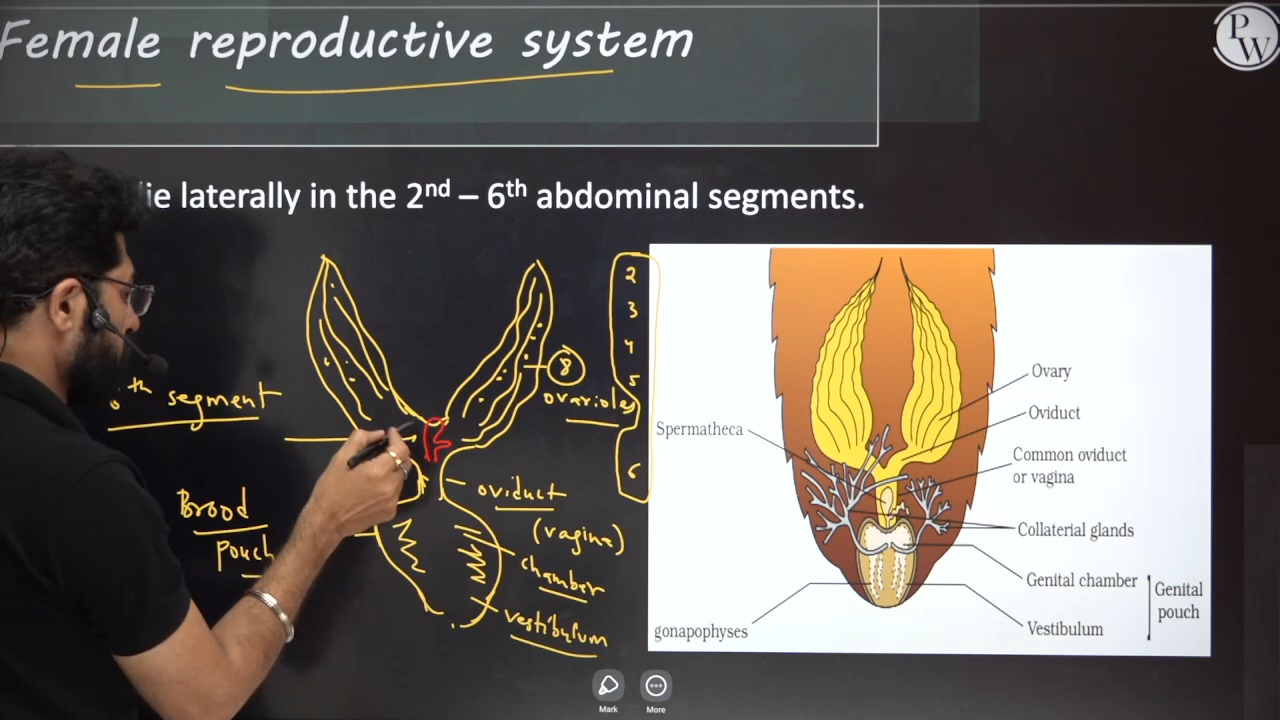 Female reproductive system
PW
lie laterally in the 2nd – 6th abdominal segments.
2
3
4
5
6
8
ovarioles
th segment
Brood
pouch
oviduct
(vagina)
chamber
vestibulum
Ovary
Oviduct
Spermatheca
Common oviduct
or vagina
Collaterial glands
Genital chamber
Genital
pouch
Vestibulum
gonapophyses
Mark
More